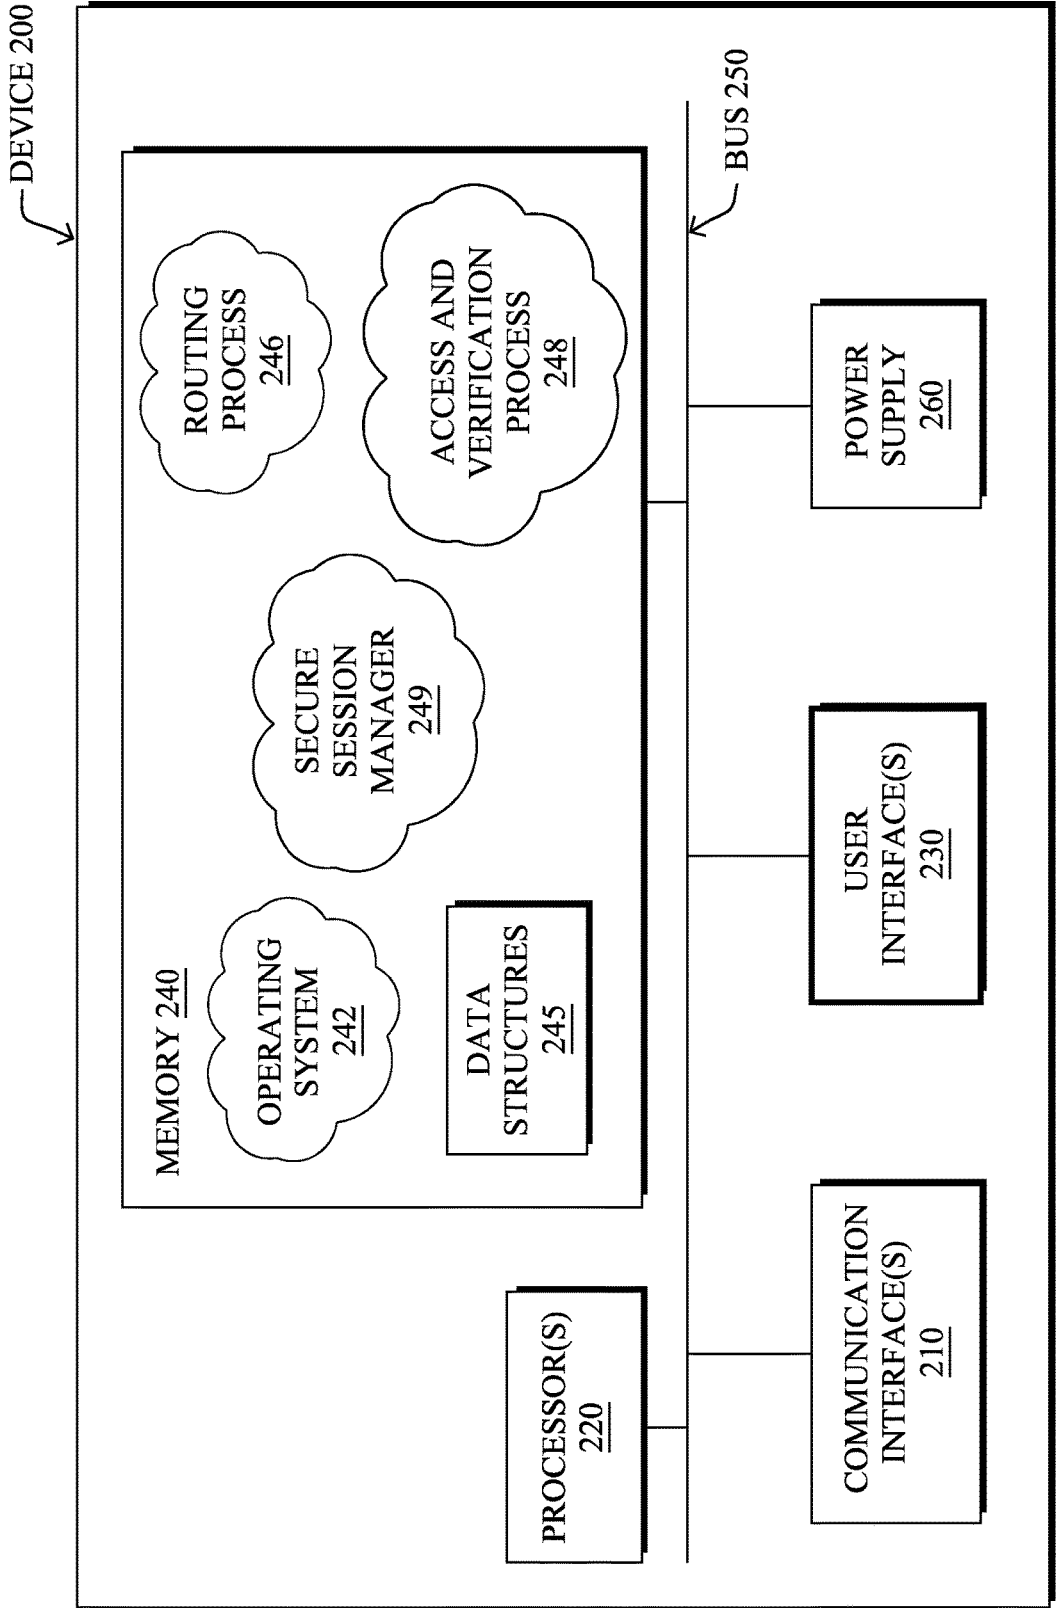 DEVICE 200
MEMORY 240
OPERATING
SYSTEM
242
DATA
STRUCTURES
245
SECURE
SESSION
MANAGER
249
ROUTING
PROCESS
246
ACCESS AND
VERIFICATION
PROCESS
248
PROCESSOR(S)
220
BUS 250
COMMUNICATION
INTERFACE(S)
210
USER
INTERFACE(S)
230
POWER
SUPPLY
260